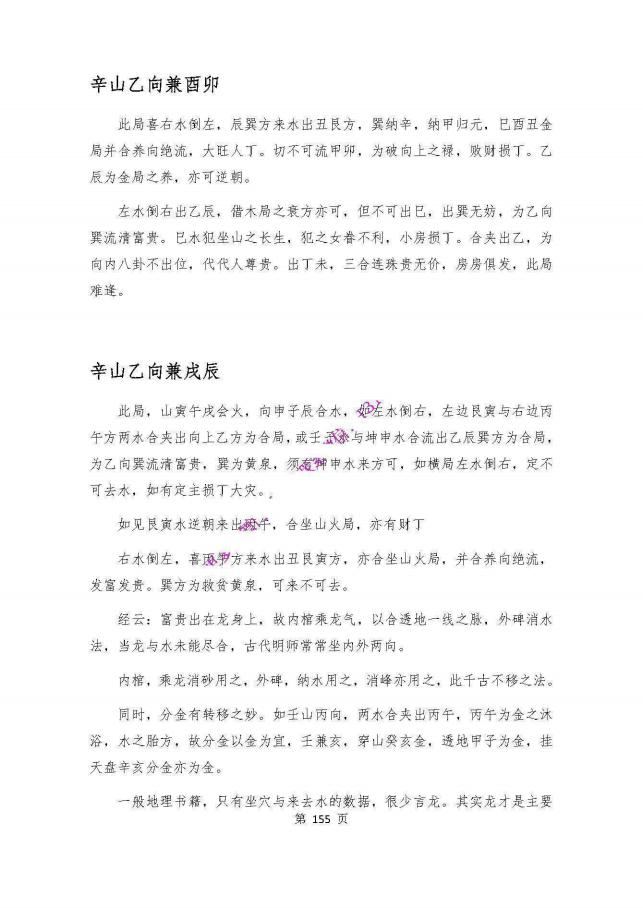 辛山乙向兼酉卯
此局喜右水倒左，辰巽方来水出丑艮方，巽纳辛，纳甲归元，巳酉丑金
局并合养向绝流，大旺人丁。切不可流甲卯，为破向上之禄，败财损丁。乙
辰为金局之养，亦可逆朝。
左水倒右出乙辰，借木局之衰方亦可，但不可出巳，出巽无妨，为乙向
巽流清富贵。巳水犯坐山之长生，犯之女眷不利，小房损丁。合夹出乙，为
向内八卦不出位，代代人尊贵。出丁未，三合连珠贵无价，房房俱发，此局
难逢。
辛山乙向兼戌辰
此局，山寅午戌会火，向申子辰合水，如左水倒右，左边艮寅与右边丙
午方两水合夹出向上乙方为合局，或壬子水与坤申水合流出乙辰巽方为合局，
为乙向巽流清富贵，巽为黄泉，须有坤申水来方可，如横局左水倒右，定不
可去水，如有定主损丁大灾。
如见艮寅水逆朝来出丙午，合坐山火局，亦有财丁
右水倒左，喜丙午方来水出丑艮寅方，亦合坐山火局，并合养向绝流，
发富发贵。巽方为救贫黄泉，可来不可去。
经云：富贵出在龙身上，故内棺乘龙气，以合透地一线之脉，外碑消水
法，当龙与水未能尽合，古代明师常常坐内外两向。
内棺，乘龙消砂用之，外碑，纳水用之，消峰亦用之，此千古不移之法。
同时，分金有转移之妙。如壬山丙向，两水合夹出丙午，丙午为金之沐
浴，水之胎方，故分金以金为宜，壬兼亥，穿山癸亥金，透地甲子为金，挂
天盘辛亥分金亦为金。
一般地理书籍，只有坐穴与来去水的数据，很少言龙。其实龙才是主要
第 155 页